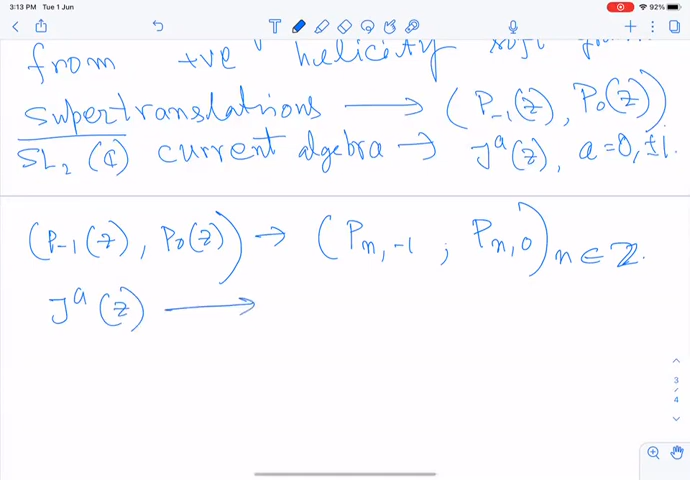 3:13 PM Tue 1 Jun 92%
from +ve helicity soft
supertranslations ⟶ (P₋₁(z), P₀(z))
SL₂(ℂ) current algebra → Jᵃ(z), a=0,±1.
(P₋₁(z), P₀(z)) → (Pₙ,₋₁ ; Pₙ,₀)ₙ ∈ ℤ.
Jᵃ(z) ⟶
3
/
4